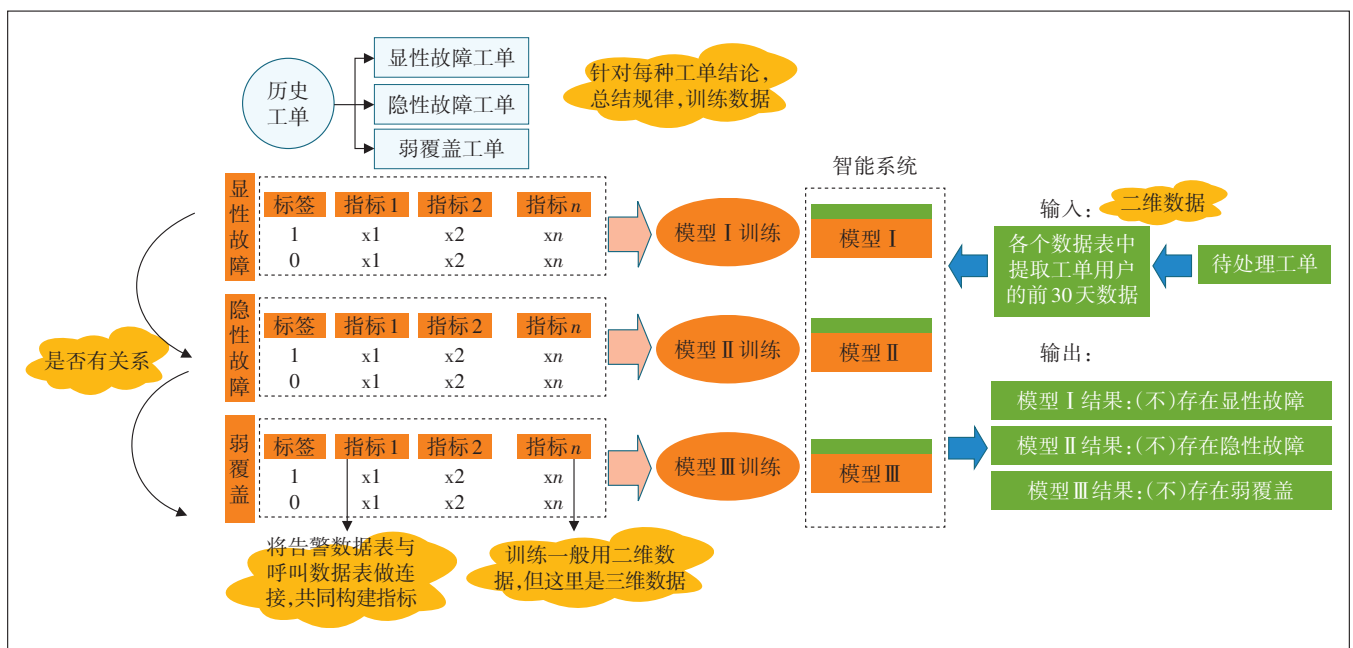 历史
工单
显性故障工单
隐性故障工单
弱覆盖工单
针对每种工单结论,
总结规律,训练数据
显性故障
标签 指标1 指标2 指标n
1 x1 x2 xn
0 x1 x2 xn
模型Ⅰ训练
隐性故障
标签 指标1 指标2 指标n
1 x1 x2 xn
0 x1 x2 xn
模型Ⅱ训练
弱覆盖
标签 指标1 指标2 指标n
1 x1 x2 xn
0 x1 x2 xn
模型Ⅲ训练
是否有关系
将告警数据表与
呼叫数据表做连
接,共同构建指标
训练一般用二维数
据,但这里是三维数据
智能系统
模型Ⅰ
模型Ⅱ
模型Ⅲ
输入:
二维数据
各个数据表中
提取工单用户
的前30天数据
待处理工单
输出:
模型Ⅰ结果:(不)存在显性故障
模型Ⅱ结果:(不)存在隐性故障
模型Ⅲ结果:(不)存在弱覆盖